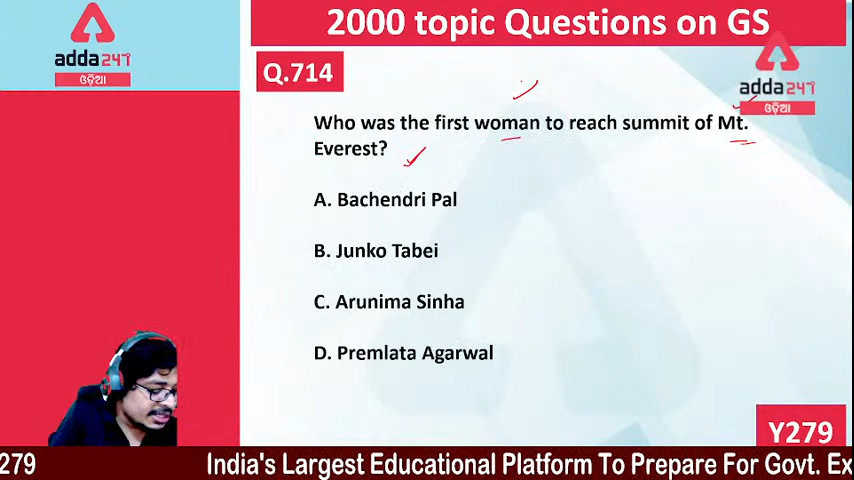 2000 topic Questions on GS
adda247
ଓଡ଼ିଆ
Q.714
adda247
ଓଡ଼ିଆ
Who was the first woman to reach summit of Mt.
Everest?
A. Bachendri Pal
B. Junko Tabei
C. Arunima Sinha
D. Premlata Agarwal
Y279
279 India's Largest Educational Platform To Prepare For Govt. Ex